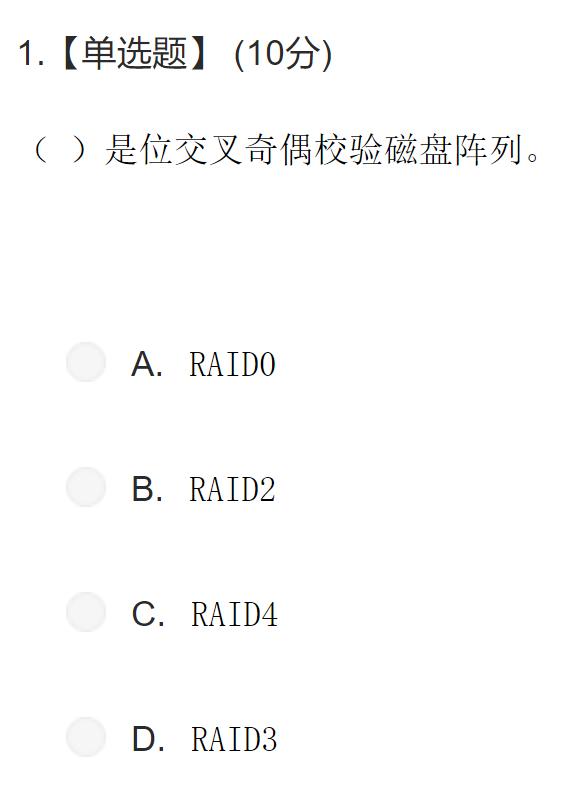 1.【单选题】 (10分)
（ ）是位交叉奇偶校验磁盘阵列。
A. RAID0
B. RAID2
C. RAID4
D. RAID3